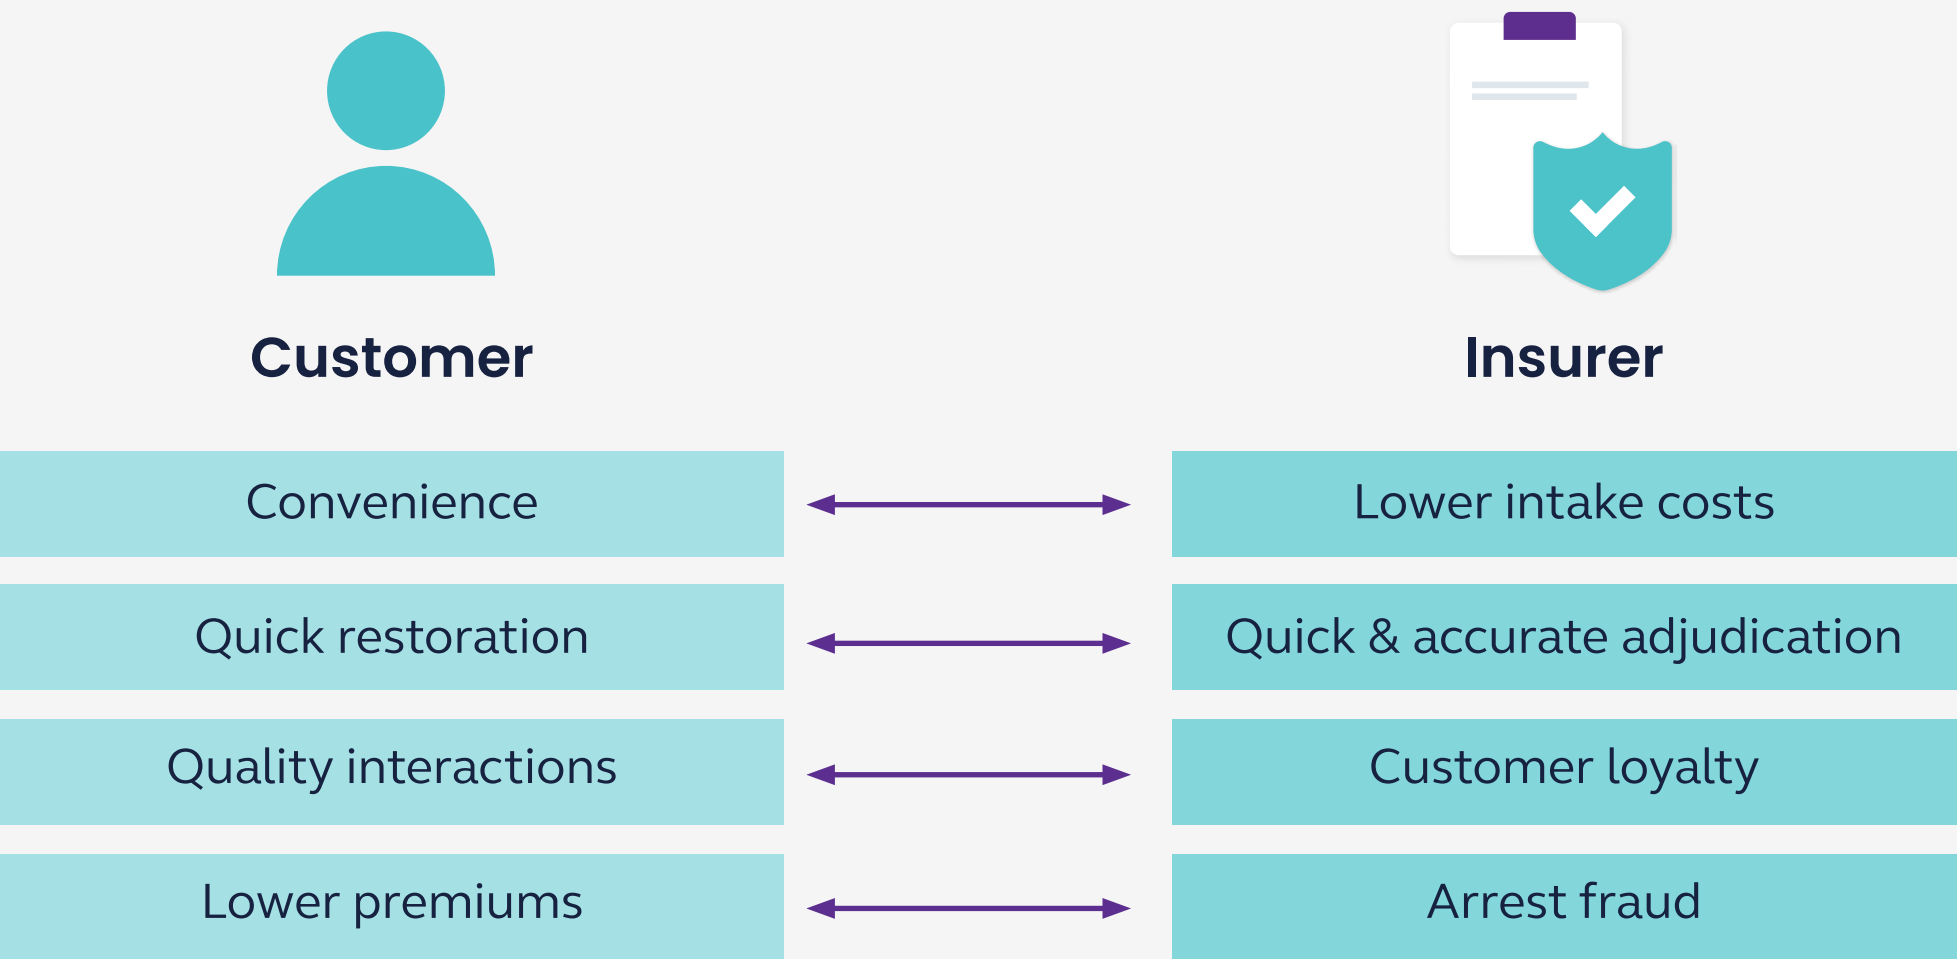 Customer
Insurer
Convenience
Lower intake costs
Quick restoration
Quick & accurate adjudication
Quality interactions
Customer loyalty
Lower premiums
Arrest fraud